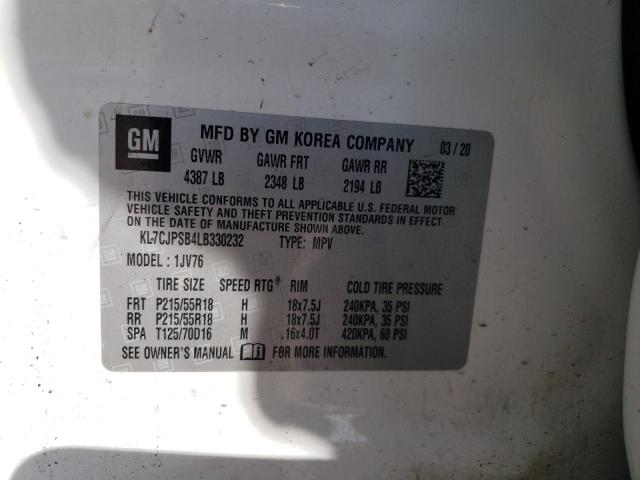 GM
MFD BY GM KOREA COMPANY 03/20
GVWR GAWR FRT GAWR RR
4387 LB 2348 LB 2194 LB
THIS VEHICLE CONFORMS TO ALL APPLICABLE U.S. FEDERAL MOTOR
VEHICLE SAFETY AND THEFT PREVENTION STANDARDS IN EFFECT ON
THE DATE OF MANUFACTURE SHOWN ABOVE.
KL7CJPSB4LB330232 TYPE: MPV
MODEL: 1JV76
TIRE SIZE SPEED RTG RIM COLD TIRE PRESSURE
FRT P215/55R18 H 18x7.5J 240KPA, 35 PSI
RR P215/55R18 H 18x7.5J 240KPA, 35 PSI
SPA T125/70D16 M 16x4.0T 420KPA, 60 PSI
SEE OWNER'S MANUAL i FOR MORE INFORMATION.